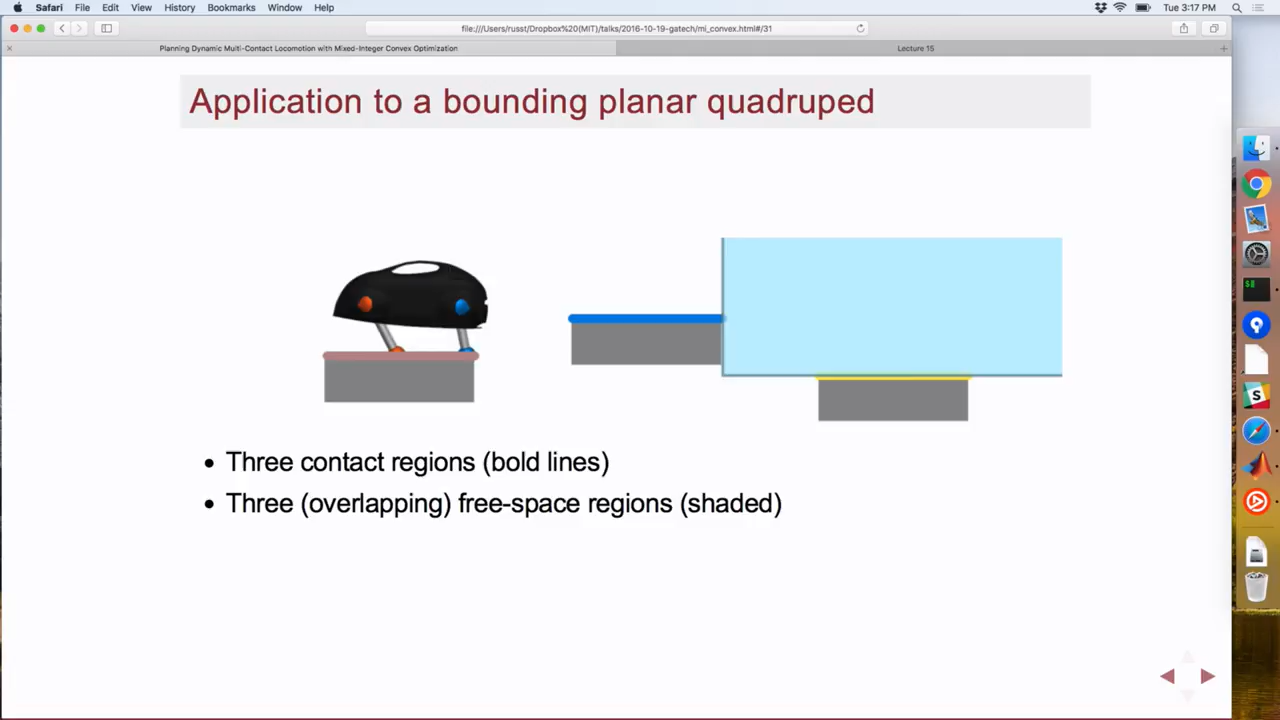 Safari File Edit View History Bookmarks Window Help Tue 3:17 PM
file:///Users/russt/Dropbox%20(MIT)/talks/2016-10-19-gatech/mi_convex.html#/31
Planning Dynamic Multi-Contact Locomotion with Mixed-Integer Convex Optimization Lecture 15
Application to a bounding planar quadruped
• Three contact regions (bold lines)
• Three (overlapping) free-space regions (shaded)